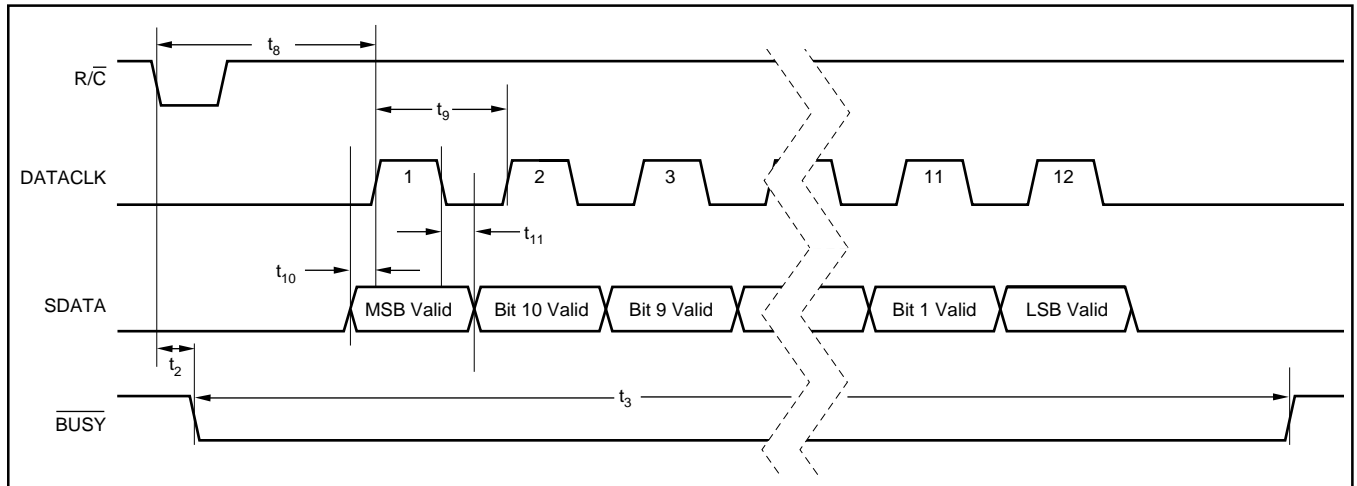 t8
R/C̅
t9
DATACLK
1
2
3
11
12
t11
t10
SDATA
MSB Valid
Bit 10 Valid
Bit 9 Valid
Bit 1 Valid
LSB Valid
t2
t3
B̅U̅S̅Y̅